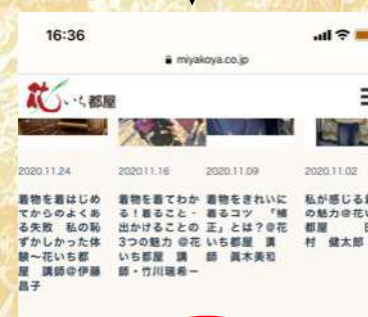 16:36
miyakoya.co.jp
花いち都屋
2020.11.24
着物を着はじめ
てからのよくあ
る失敗 私の恥
ずかしかった体
験〜花いち都
屋 講師@伊藤
昌子
2020.11.16
着物を着てわか
る!着ること・
出かけることの
3つの魅力 @花
いち都屋 講
師・竹川瑞希ー
2020.11.09
着物をきれいに
着るコツ 「補
正」とは?@花
いち都屋 講
師 眞木美和
2020.11.02
私が感じる
の魅力@花い
都屋
村 健太郎